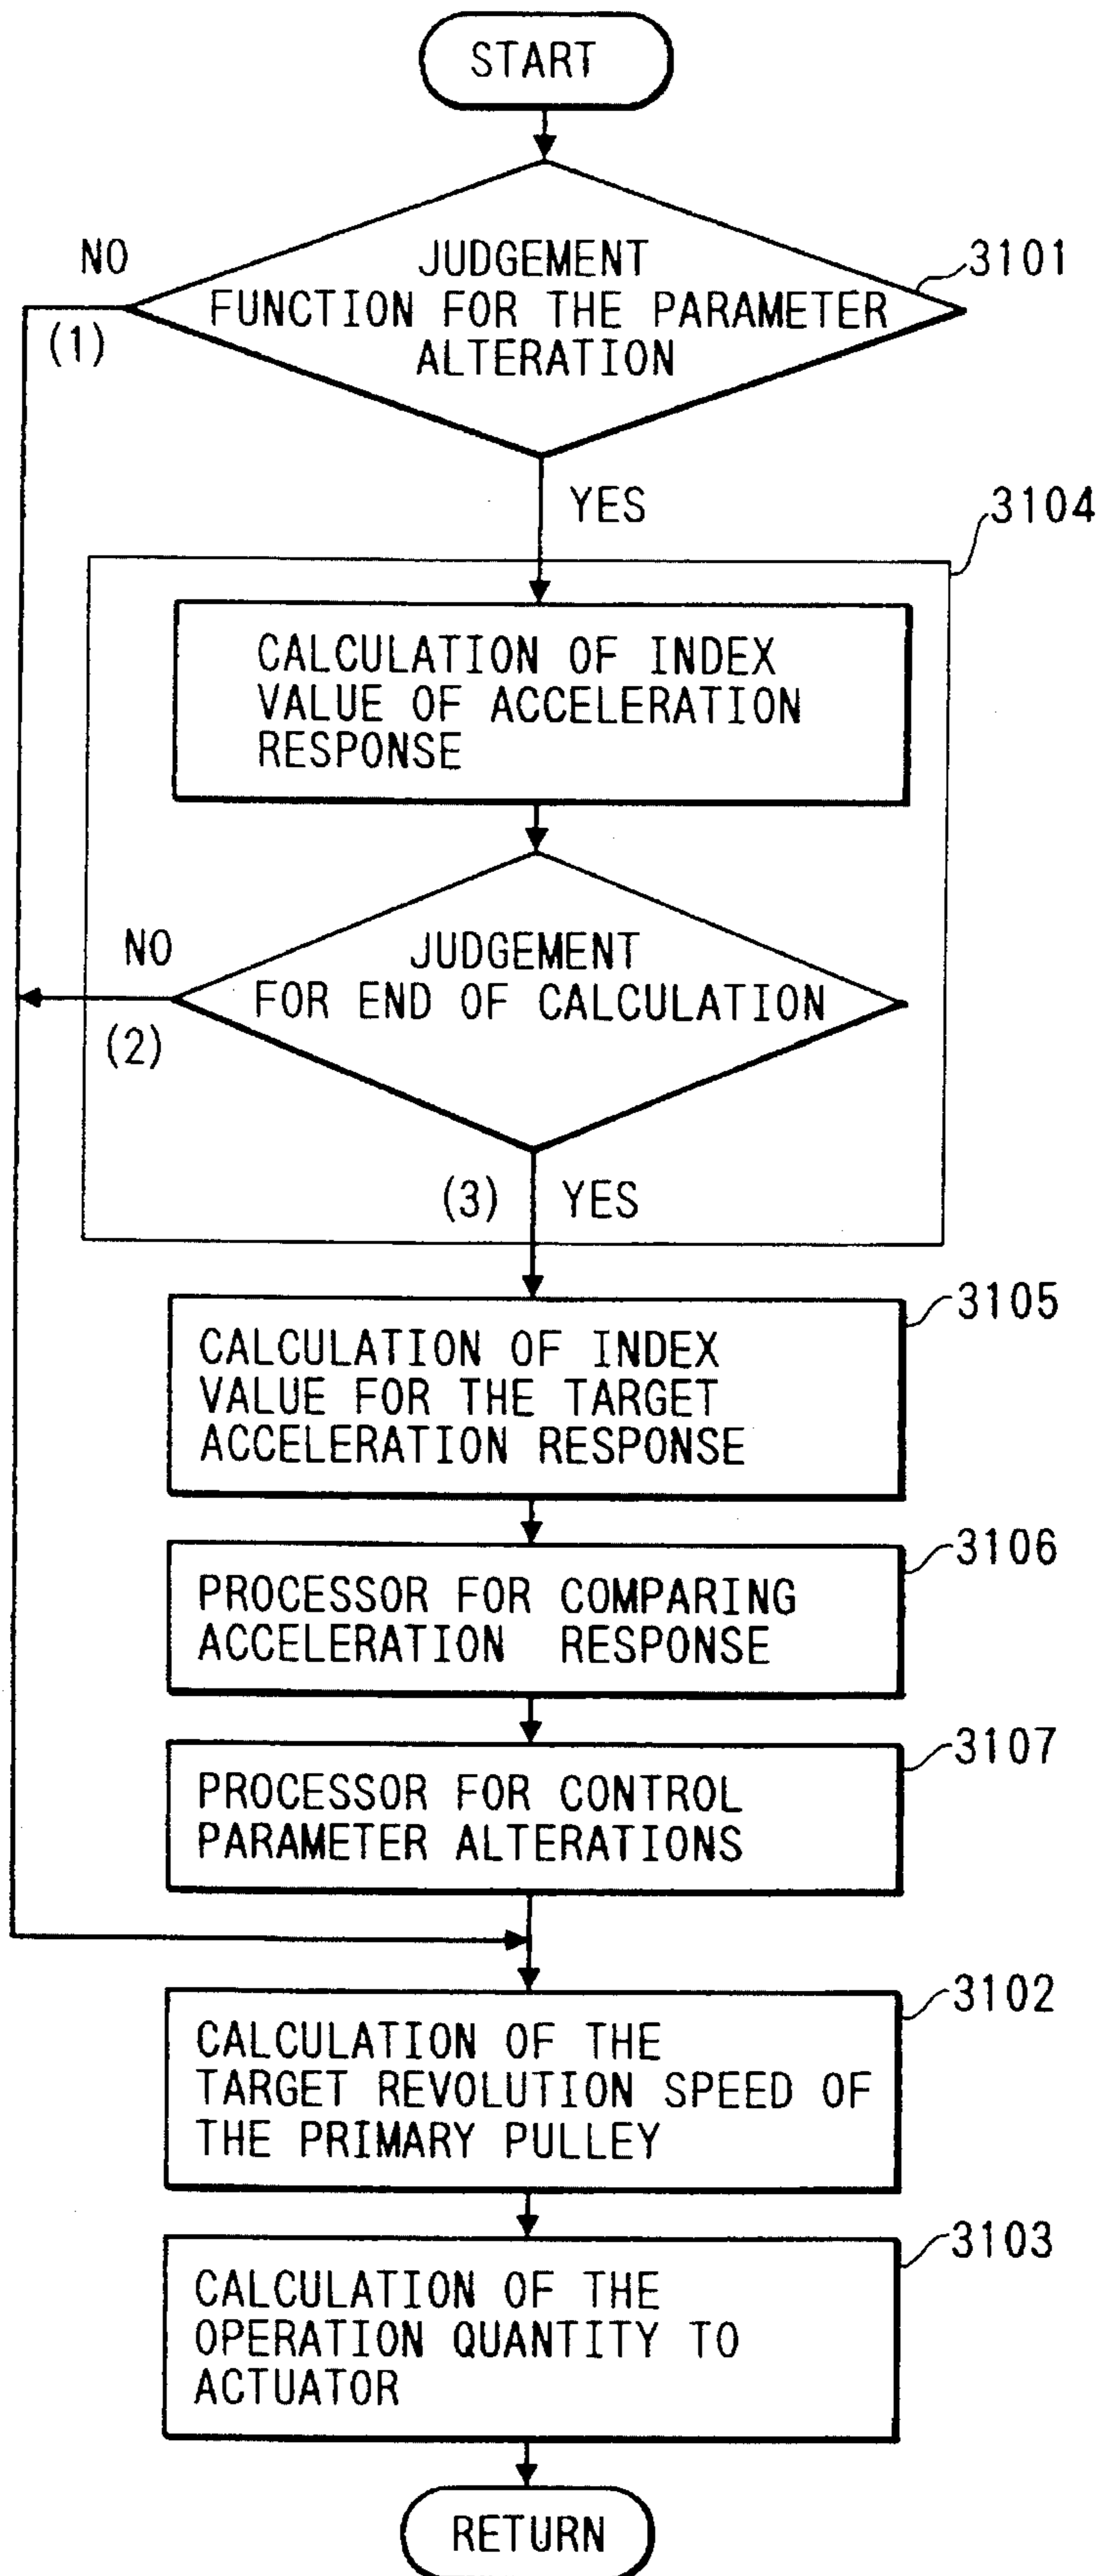 START
NO
JUDGEMENT
FUNCTION FOR THE PARAMETER
ALTERATION
3101
(1)
YES
3104
CALCULATION OF INDEX
VALUE OF ACCELERATION
RESPONSE
NO
JUDGEMENT
FOR END OF CALCULATION
(2)
(3) YES
3105
CALCULATION OF INDEX
VALUE FOR THE TARGET
ACCELERATION RESPONSE
3106
PROCESSOR FOR COMPARING
ACCELERATION RESPONSE
3107
PROCESSOR FOR CONTROL
PARAMETER ALTERATIONS
3102
CALCULATION OF THE
TARGET REVOLUTION SPEED OF
THE PRIMARY PULLEY
3103
CALCULATION OF THE
OPERATION QUANTITY TO
ACTUATOR
RETURN